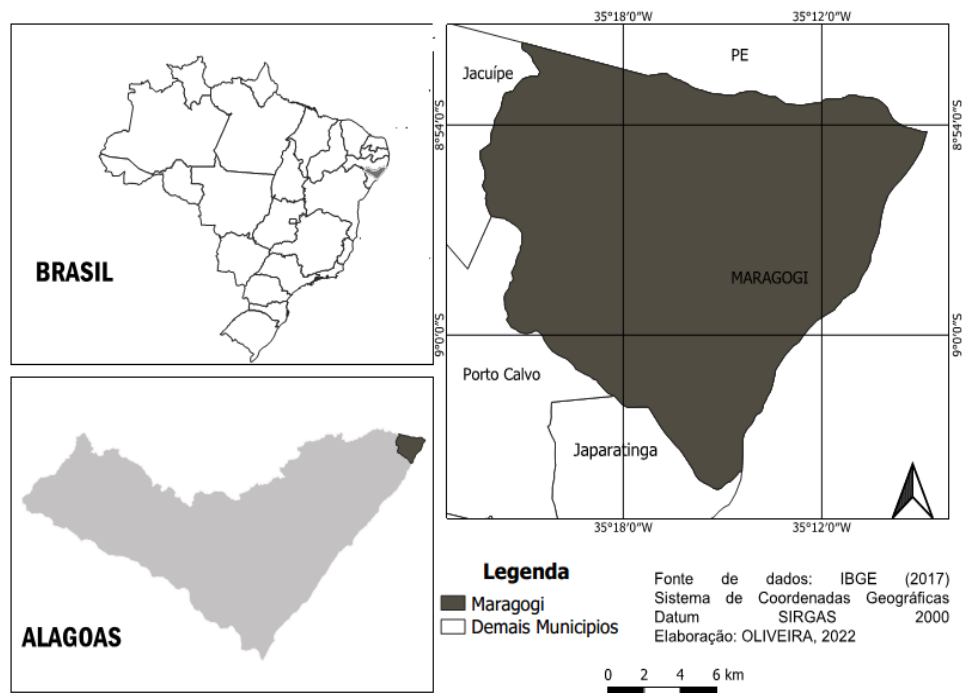 BRASIL
ALAGOAS
35°18'0"W 35°12'0"W
PE
Jacuípe
8°54'0"S 8°54'0"S
MARAGOGI
9°0'0"S 9°0'0"S
Porto Calvo
Japaratinga
35°18'0"W 35°12'0"W
Legenda
Maragogi
Demais Municipios
Fonte de dados: IBGE (2017)
Sistema de Coordenadas Geográficas
Datum SIRGAS 2000
Elaboração: OLIVEIRA, 2022
0 2 4 6 km